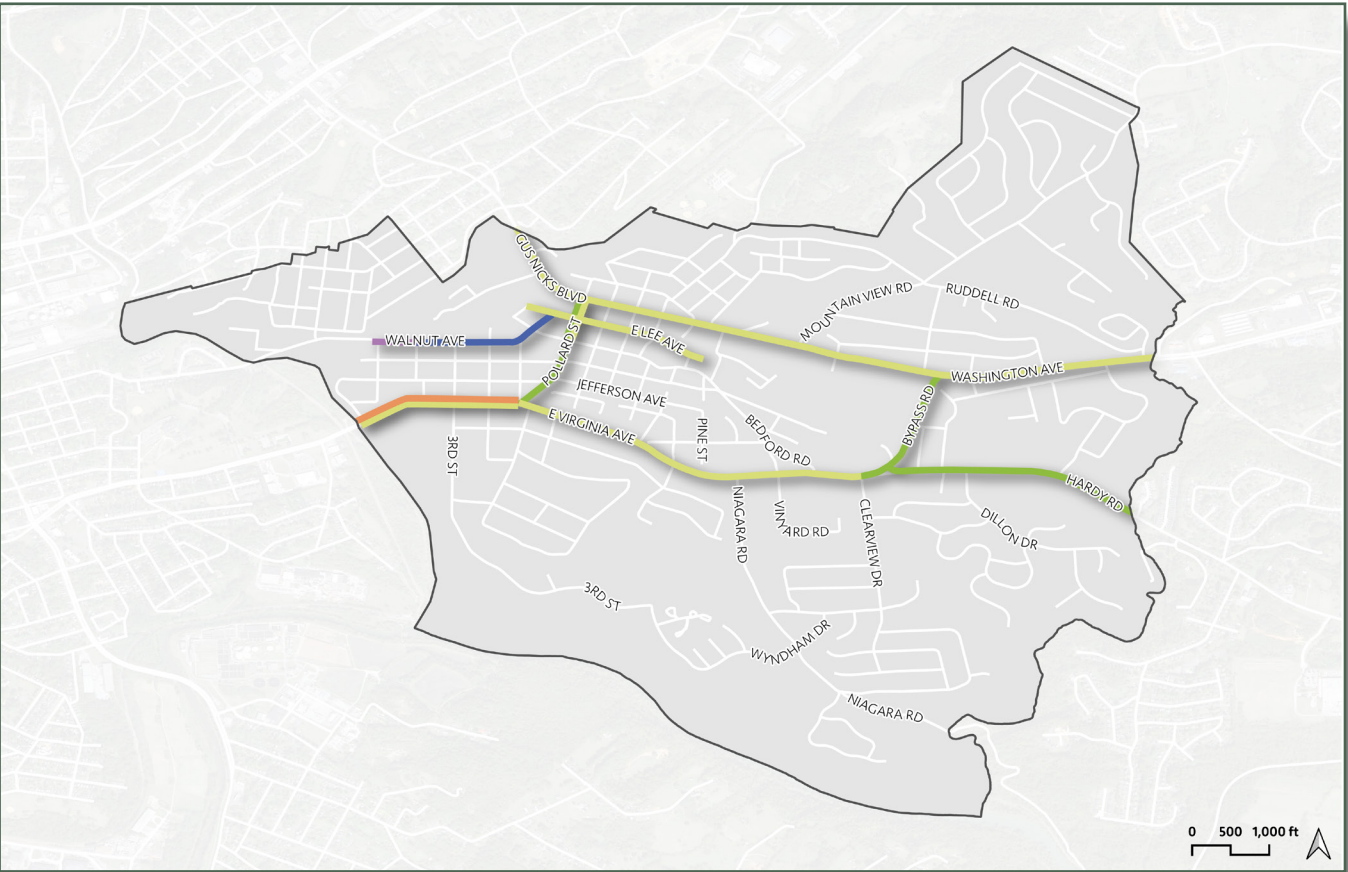 GUS NICKS BLVD
MOUNTAIN VIEW RD
RUDDELL RD
WALNUT AVE
POLLARD ST
E LEE AVE
WASHINGTON AVE
JEFFERSON AVE
BYPASS RD
E VIRGINIA AVE
3RD ST
PINE ST
BEDFORD RD
HARDY RD
NIAGARA RD
VINYARD RD
CLEARVIEW DR
DILLON DR
3RD ST
WYNDHAM DR
NIAGARA RD
0 500 1,000 ft